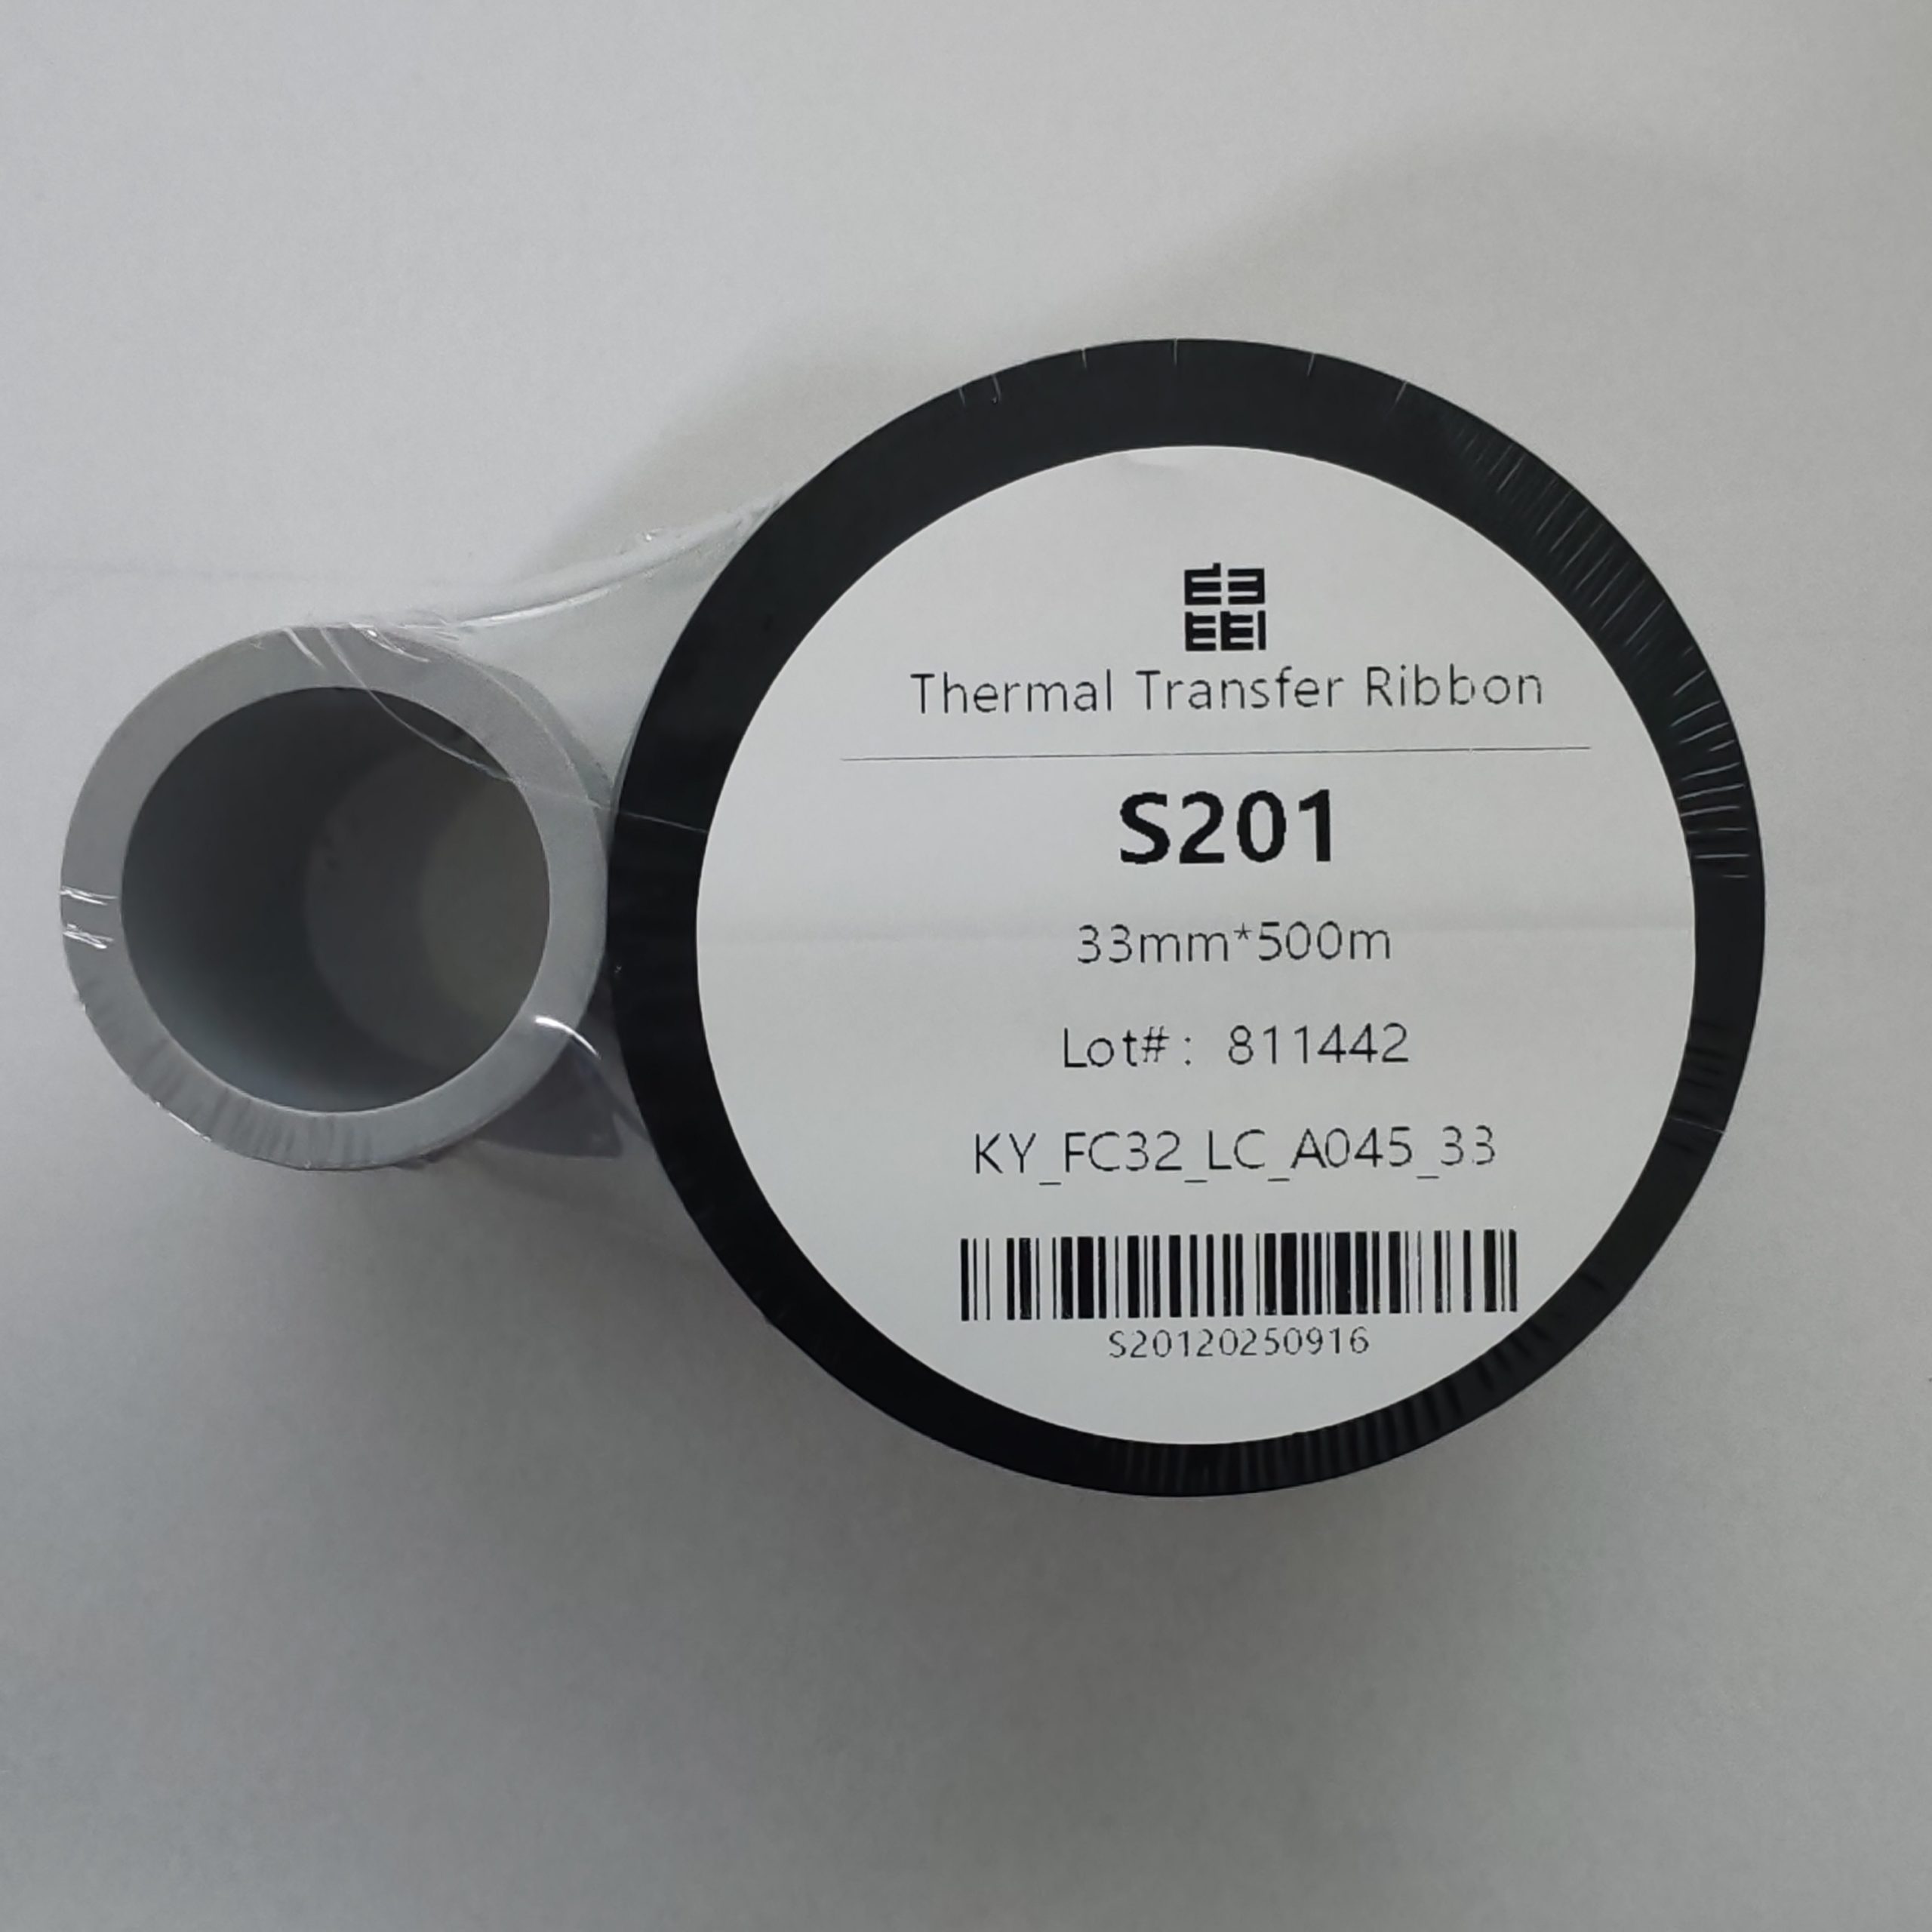 Thermal Transfer Ribbon
S201
33mm*500m
Lot#: 811442
KY_FC32_LC_A045_33
S20120250916